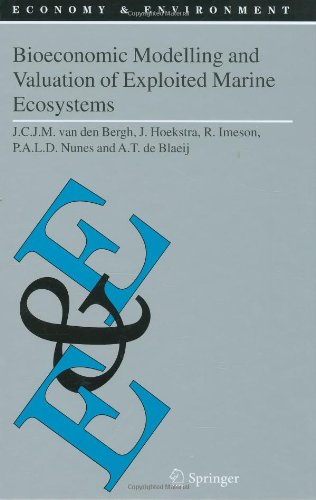 ECONOMY & ENVIRONMENT
Bioeconomic Modelling and
Valuation of Exploited Marine
Ecosystems
J.C.J.M. van den Bergh, J. Hoekstra, R. Imeson,
P.A.L.D. Nunes and A.T. de Blaeij
E&E
Springer